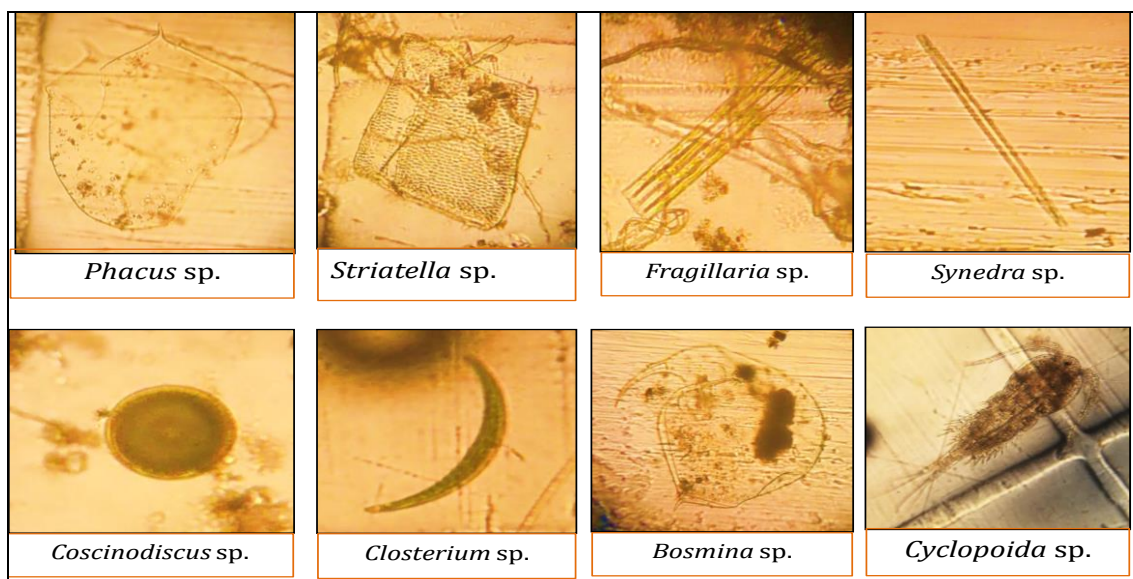 Phacus sp.
Striatella sp.
Fragillaria sp.
Synedra sp.
Coscinodiscus sp.
Closterium sp.
Bosmina sp.
Cyclopoida sp.